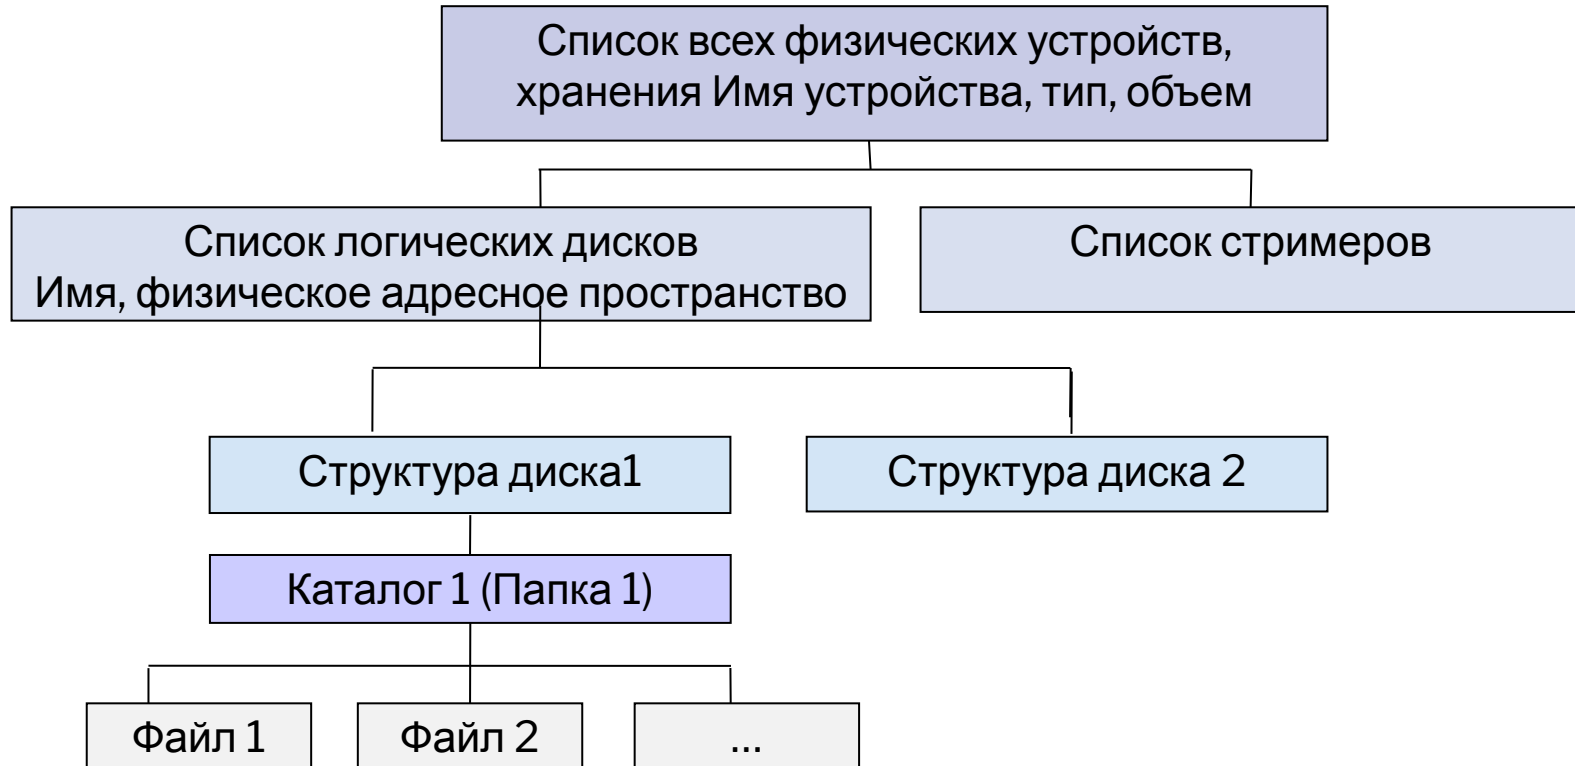 Список всех физических устройств,
хранения Имя устройства, тип, объем
Список логических дисков
Имя, физическое адресное пространство
Список стримеров
Структура диска1
Структура диска 2
Каталог 1 (Папка 1)
Файл 1
Файл 2
...